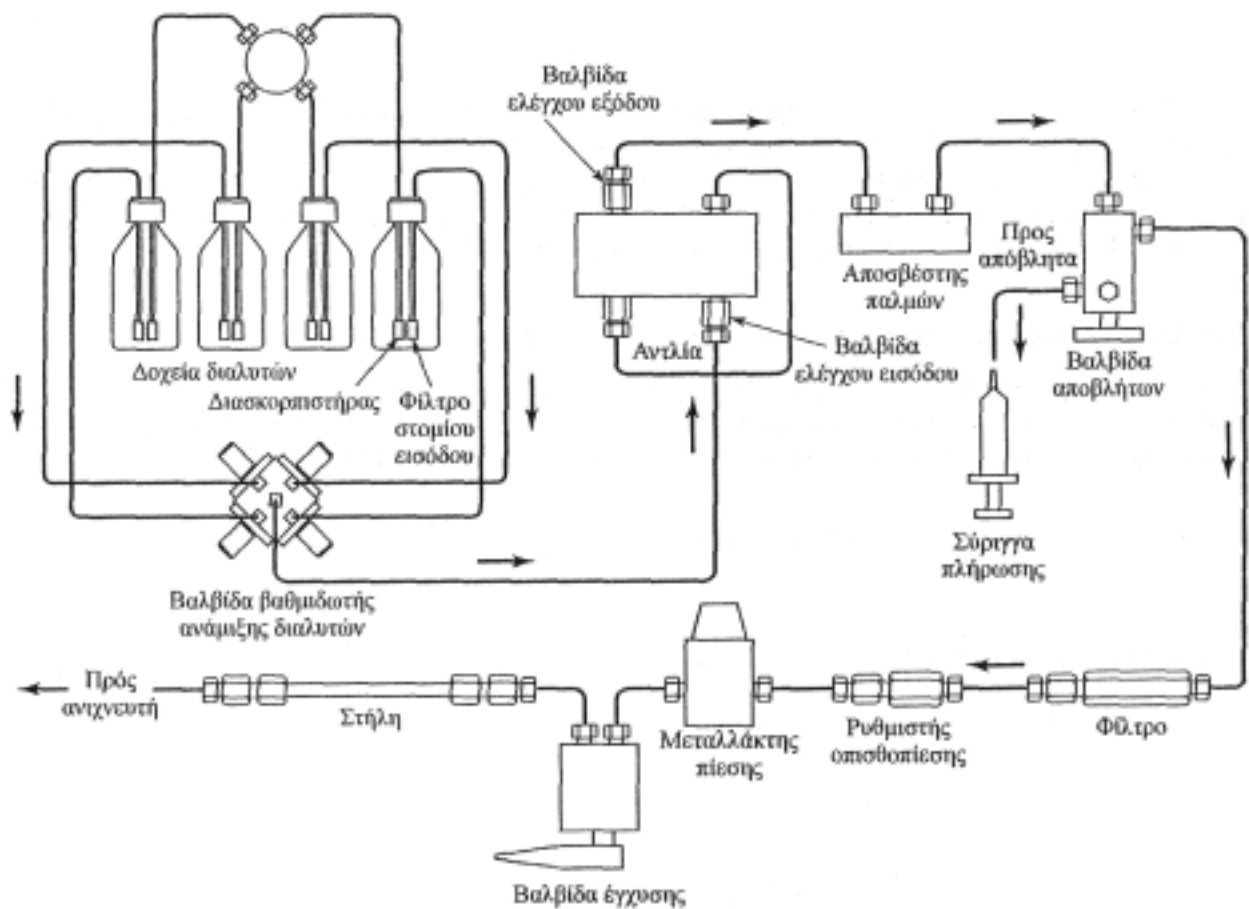 Βαλβίδα
ελέγχου εξόδου
Προς
απόβλητα
Αποσβέστης
παλμών
Αντλία
Βαλβίδα
ελέγχου εισόδου
Βαλβίδα
αποβλήτων
Δοχεία διαλυτών
Διασκορπιστήρας
Φίλτρο
στομίου
εισόδου
Σύριγγα
πλήρωσης
Βαλβίδα βαθμιδωτής
ανάμιξης διαλυτών
Πρός
ανιχνευτή
Στήλη
Μεταλλάκτης
πίεσης
Ρυθμιστής
οπισθοπίεσης
Φίλτρο
Βαλβίδα έγχυσης